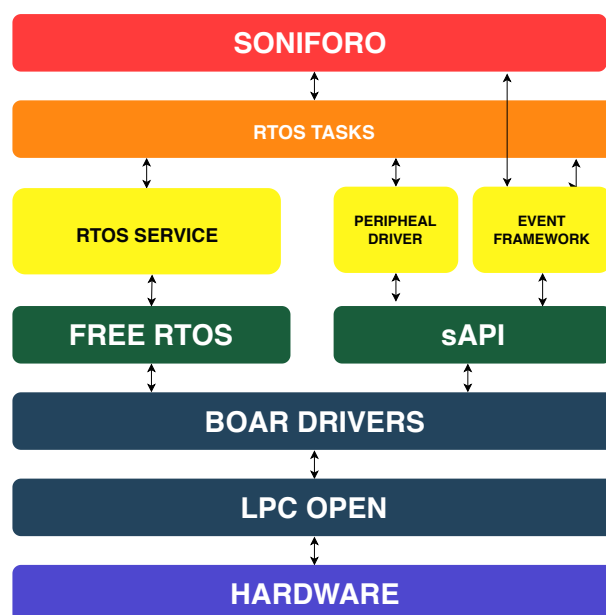 SONIFORO
RTOS TASKS
RTOS SERVICE
PERIPHEAL
DRIVER
EVENT
FRAMEWORK
FREE RTOS
sAPI
BOAR DRIVERS
LPC OPEN
HARDWARE